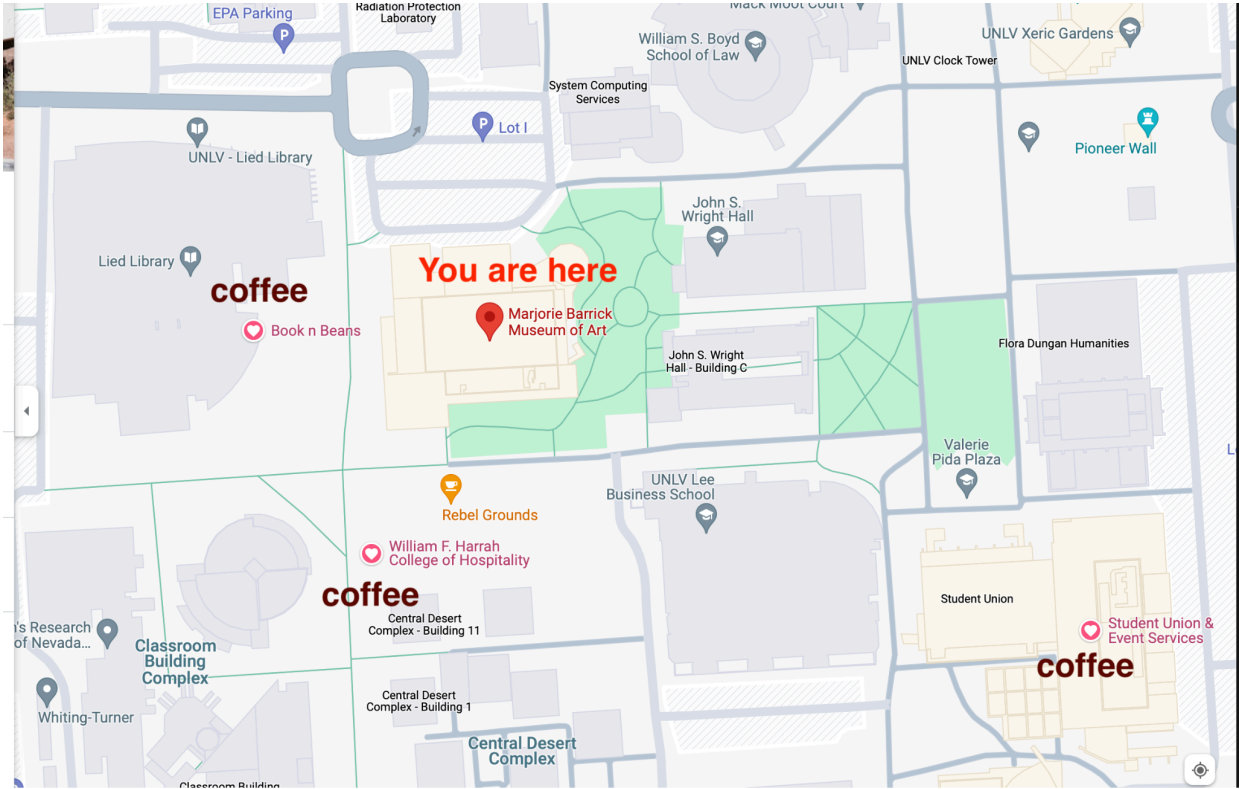 EPA Parking
P
Radiation Protection
Laboratory
Mack Moot Court
William S. Boyd
School of Law
UNLV Xeric Gardens
UNLV Clock Tower
System Computing
Services
P
Lot I
UNLV - Lied Library
Pioneer Wall
John S.
Wright Hall
Lied Library
You are here
coffee
Book n Beans
Marjorie Barrick
Museum of Art
John S. Wright
Hall - Building C
Flora Dungan Humanities
Valerie
Pida Plaza
UNLV Lee
Business School
Rebel Grounds
William F. Harrah
College of Hospitality
coffee
Central Desert
Complex - Building 11
Student Union
Student Union &
Event Services
coffee
's Research
of Nevada...
Classroom
Building
Complex
Whiting-Turner
Central Desert
Complex - Building 1
Central Desert
Complex
Classroom Building